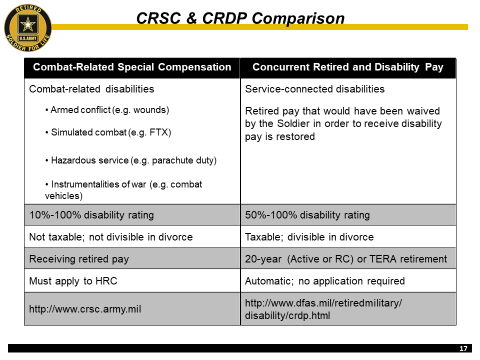 CRSC & CRDP Comparison
RETIRED
U.S. ARMY
SOLDIER FOR LIFE
Combat-Related Special Compensation
Concurrent Retired and Disability Pay
Combat-related disabilities
• Armed conflict (e.g. wounds)
• Simulated combat (e.g. FTX)
• Hazardous service (e.g. parachute duty)
• Instrumentalities of war (e.g. combat
vehicles)
Service-connected disabilities
Retired pay that would have been waived
by the Soldier in order to receive disability
pay is restored
10%-100% disability rating
50%-100% disability rating
Not taxable; not divisible in divorce
Taxable; divisible in divorce
Receiving retired pay
20-year (Active or RC) or TERA retirement
Must apply to HRC
Automatic; no application required
http://www.crsc.army.mil
http://www.dfas.mil/retiredmilitary/
disability/crdp.html
17